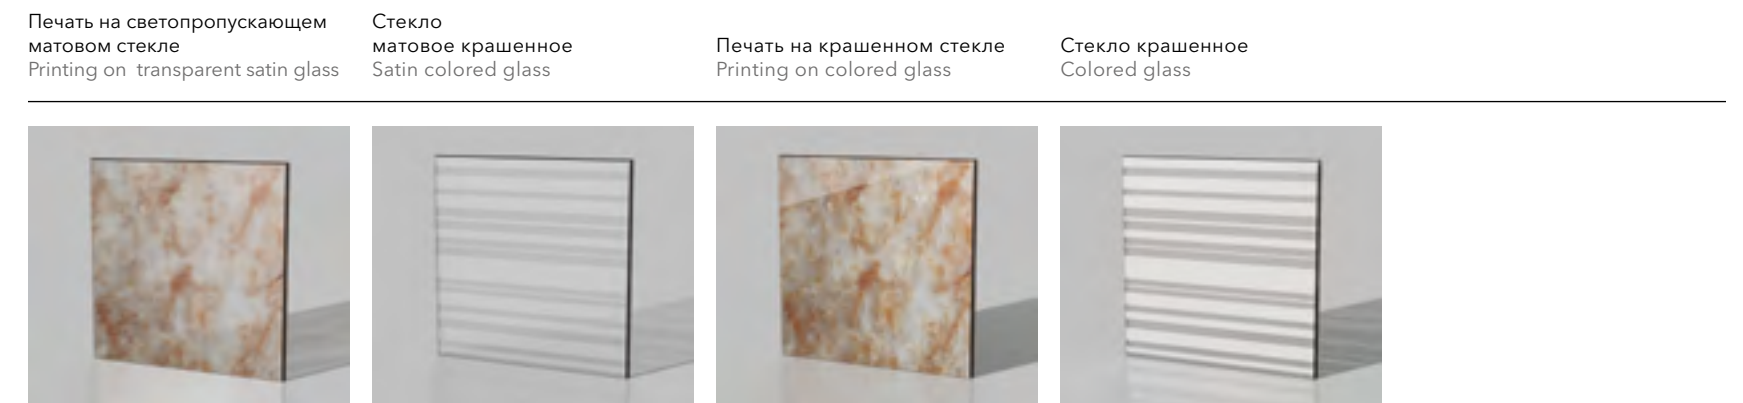 Печать на светопропускающем
матовом стекле
Printing on transparent satin glass
Стекло
матовое крашенное
Satin colored glass
Печать на крашенном стекле
Printing on colored glass
Стекло крашенное
Colored glass